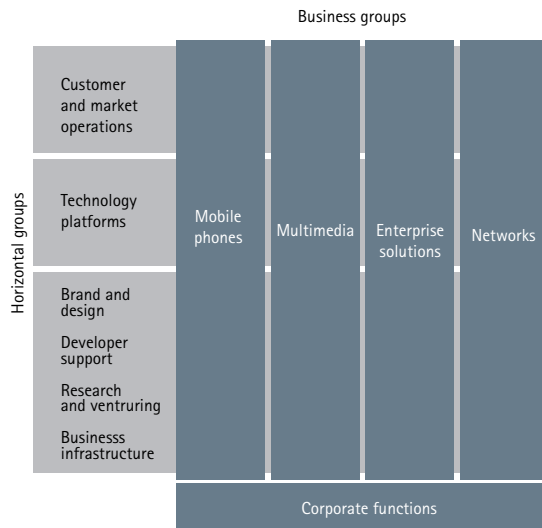 Business groups
Horizontal groups
Customer
and market
operations
Technology
platforms
Brand and
design
Developer
support
Research
and ventruring
Businesss
infrastructure
Mobile
phones
Multimedia
Enterprise
solutions
Networks
Corporate functions